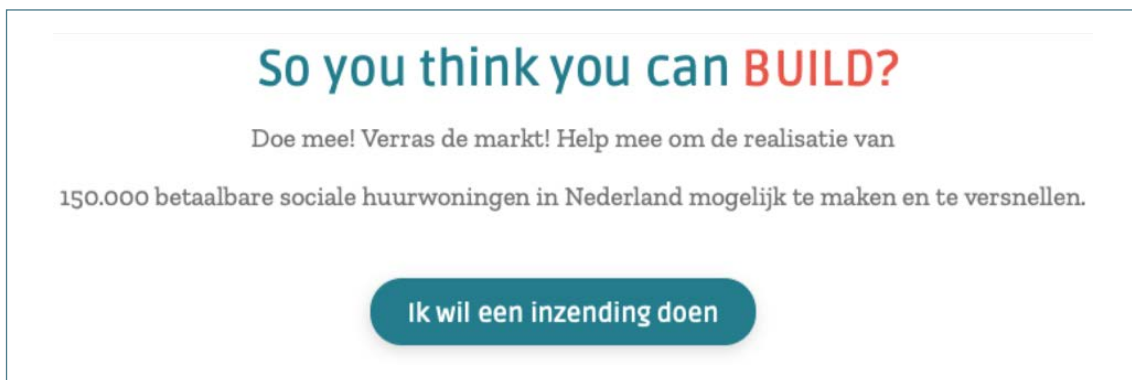 So you think you can BUILD?
Doe mee! Verras de markt! Help mee om de realisatie van
150.000 betaalbare sociale huurwoningen in Nederland mogelijk te maken en te versnellen.
Ik wil een inzending doen